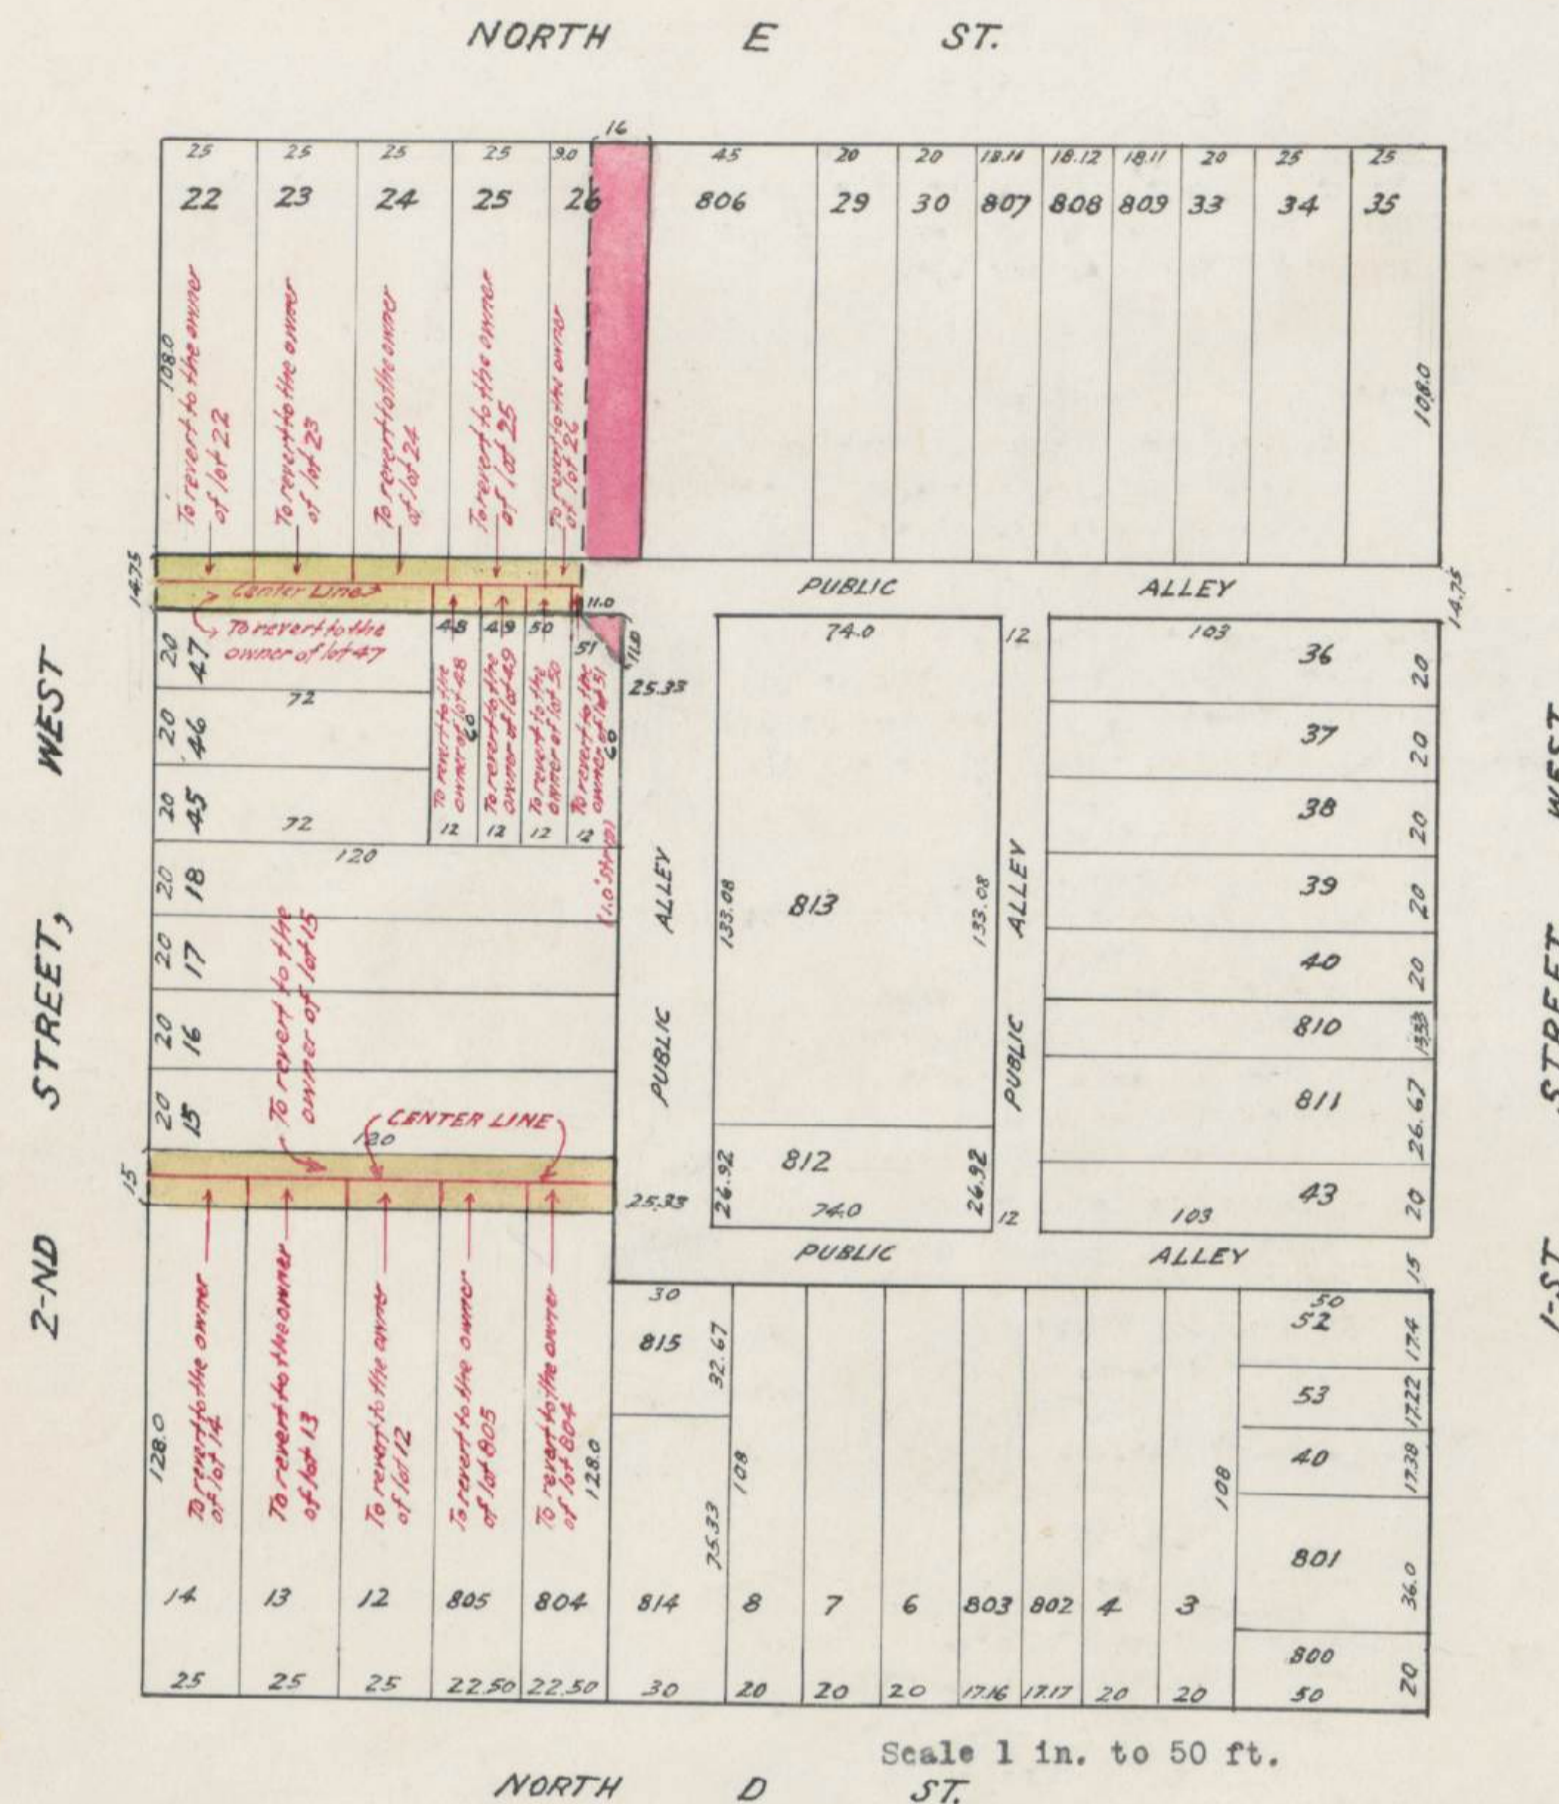 NORTH E ST.
16
25 25 25 25 9.0 45 20 20 18.11 18.12 18.11 20 25 25
22 23 24 25 26 806 29 30 807 808 809 33 34 35
108.0
To revert to the owner
of lot 22
To revert to the owner
of lot 23
To revert to the owner
of lot 24
To revert to the owner
of lot 25
To revert to the owner
of lot 26
108.0
14.75
Center Line
PUBLIC ALLEY
14.75
11.0
11.0
To revert to the
owner of lot 47
20 47
72
20 46
20 45
72
48 49 50 51
To revert to the
owner of lot 48
60
To revert to the
owner of lot 49
To revert to the
owner of lot 50
To revert to the
owner of lot 51
60
(1.0' strip)
12 12 12 12
25.33
120
20 18
20 17
20 16
20 15
To revert to the
owner of lot 15
120
CENTER LINE
15
25.33
PUBLIC ALLEY
74.0
133.08
813
133.08
812
26.92
26.92
74.0
12
PUBLIC ALLEY
12
103
36 20
37 20
38 20
39 20
40 20
810 13.33
811 26.67
43 20
103
PUBLIC ALLEY
15
2-ND STREET, WEST
1-ST STREET WEST
128.0
To revert to the owner
of lot 14
To revert to the owner
of lot 13
To revert to the owner
of lot 12
To revert to the owner
of lot 805
To revert to the owner
of lot 804
128.0
30
815
32.67
75.33
108
108
50
52 17.4
53 17.22
40 17.38
801 36.0
800 20
50
14 13 12 805 804 814 8 7 6 803 802 4 3
25 25 25 22.50 22.50 30 20 20 20 17.16 17.17 20 20
Scale 1 in. to 50 ft.
NORTH D ST.